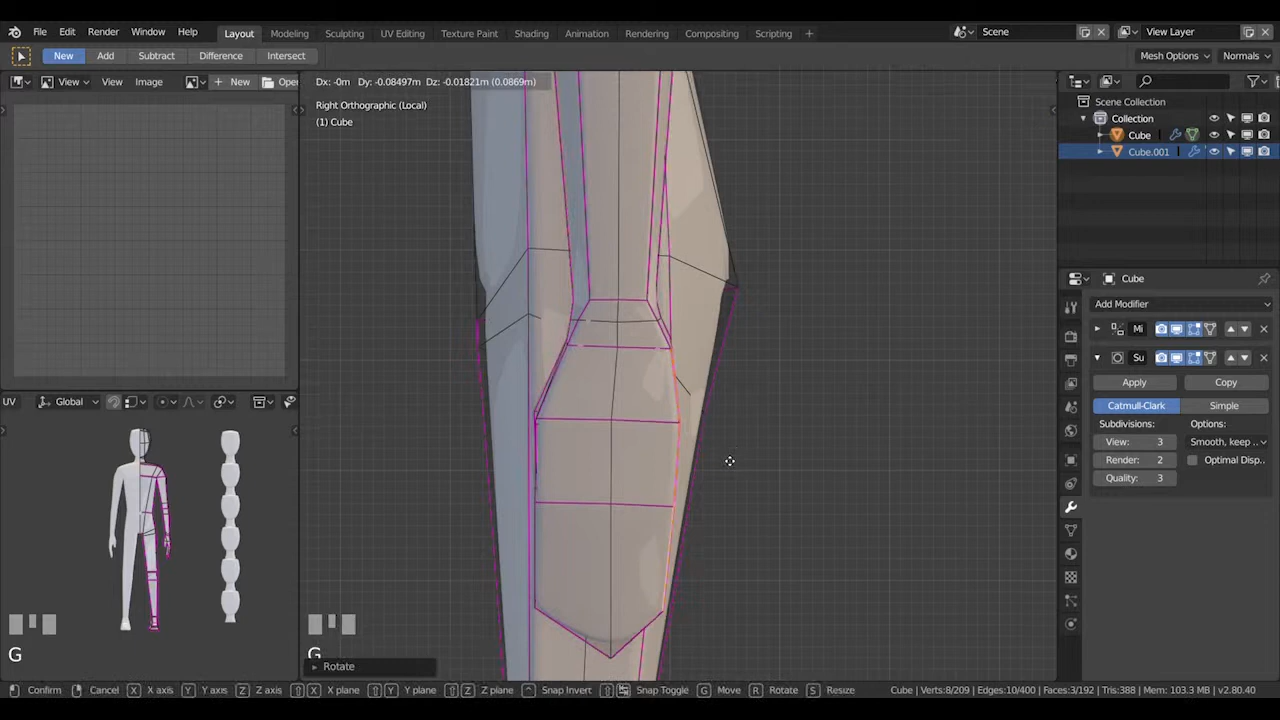 File Edit Render Window Help Layout Modeling Sculpting UV Editing Texture Paint Shading Animation Rendering Compositing Scripting + Scene View Layer
New Add Subtract Difference Intersect Mesh Options Normals
View View Image + New Open
Dx: -0m Dy: -0.08497m Dz: -0.01821m (0.0869m)
Right Orthographic (Local)
(1) Cube
Scene Collection
Collection
Cube
Cube.001
Cube
Add Modifier
Mi
Su
Apply Copy
Catmull-Clark Simple
Subdivisions: Options:
View: 3 Smooth, keep ..
Render: 2 Optimal Disp..
Quality: 3
UV Global
G
G
Rotate
Confirm Cancel X X axis Y Y axis Z Z axis X X plane Y Y plane Z Z plane Snap Invert Snap Toggle G Move R Rotate S Resize Cube | Verts:8/209 | Edges:10/400 | Faces:3/192 | Tris:388 | Mem: 103.3 MB | v2.80.40